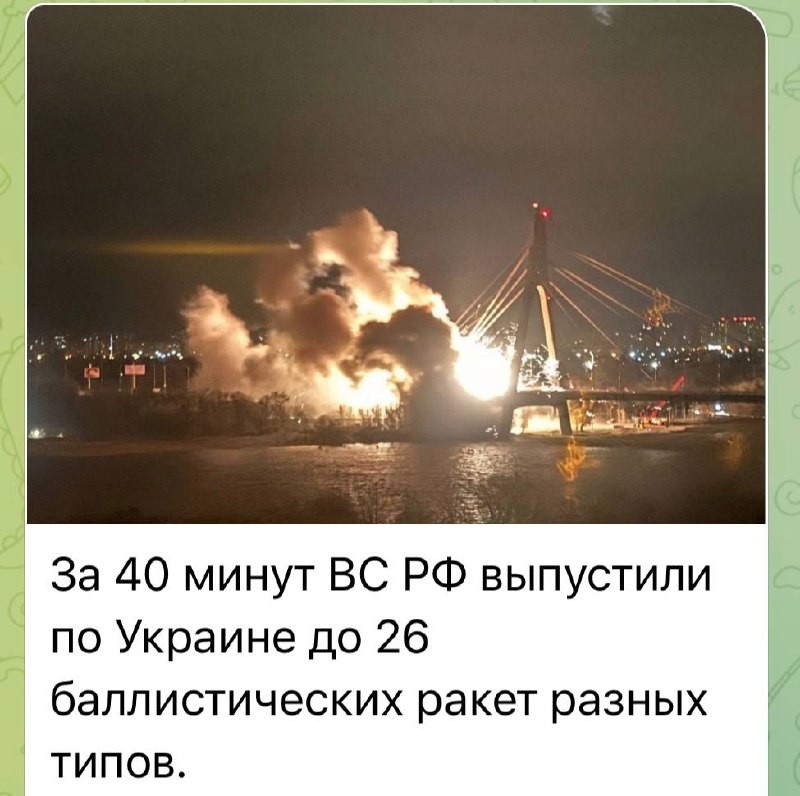 За 40 минут ВС РФ выпустили
по Украине до 26
баллистических ракет разных
типов.